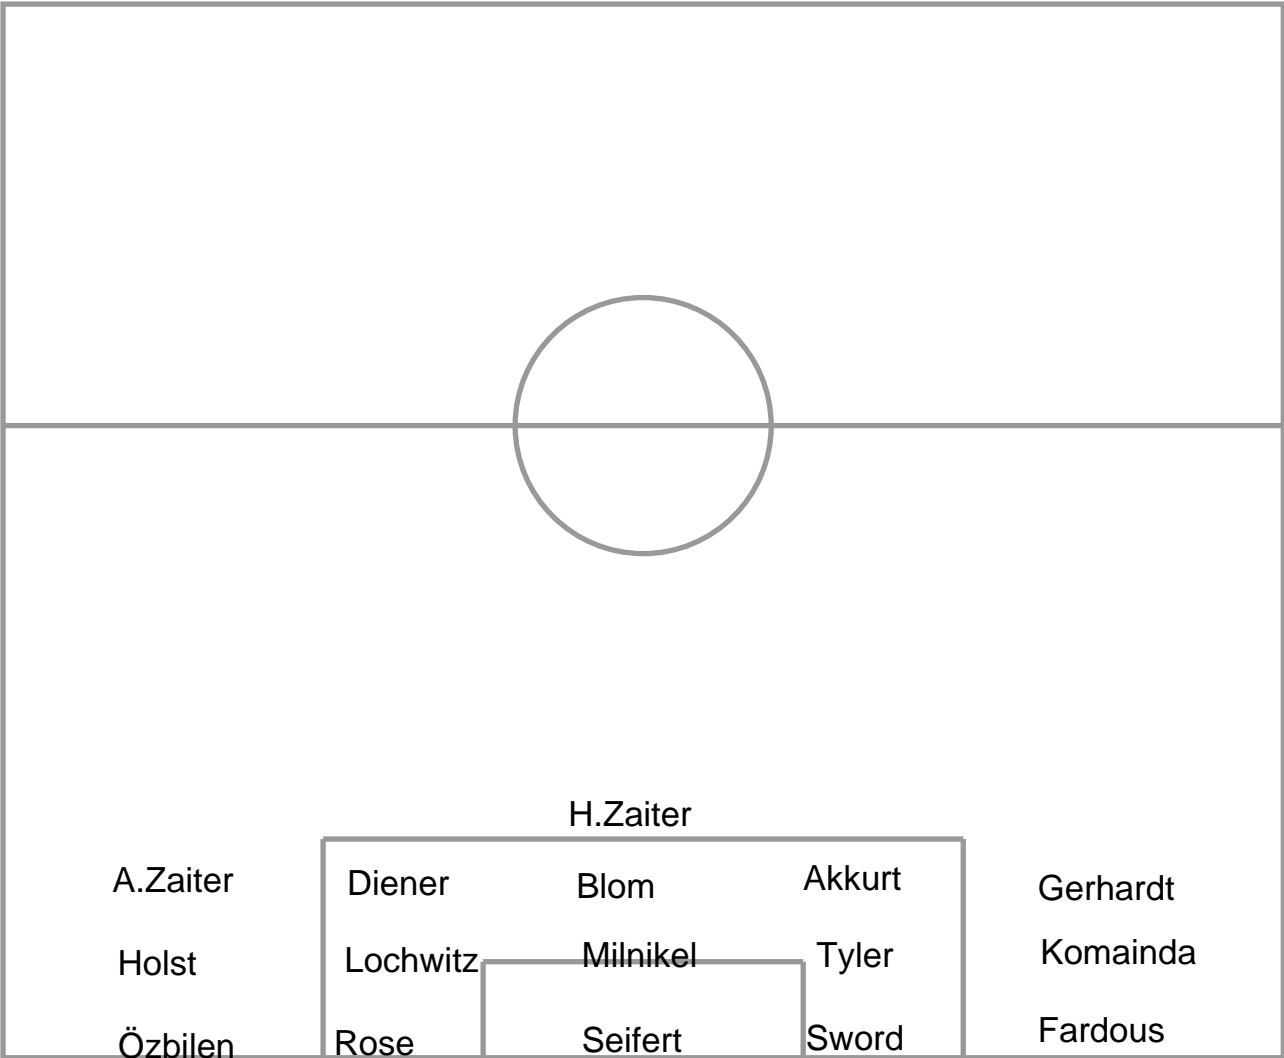 H.Zaiter
A.Zaiter Diener Blom Akkurt Gerhardt
Holst Lochwitz Milnikel Tyler Komainda
Özbilen Rose Seifert Sword Fardous